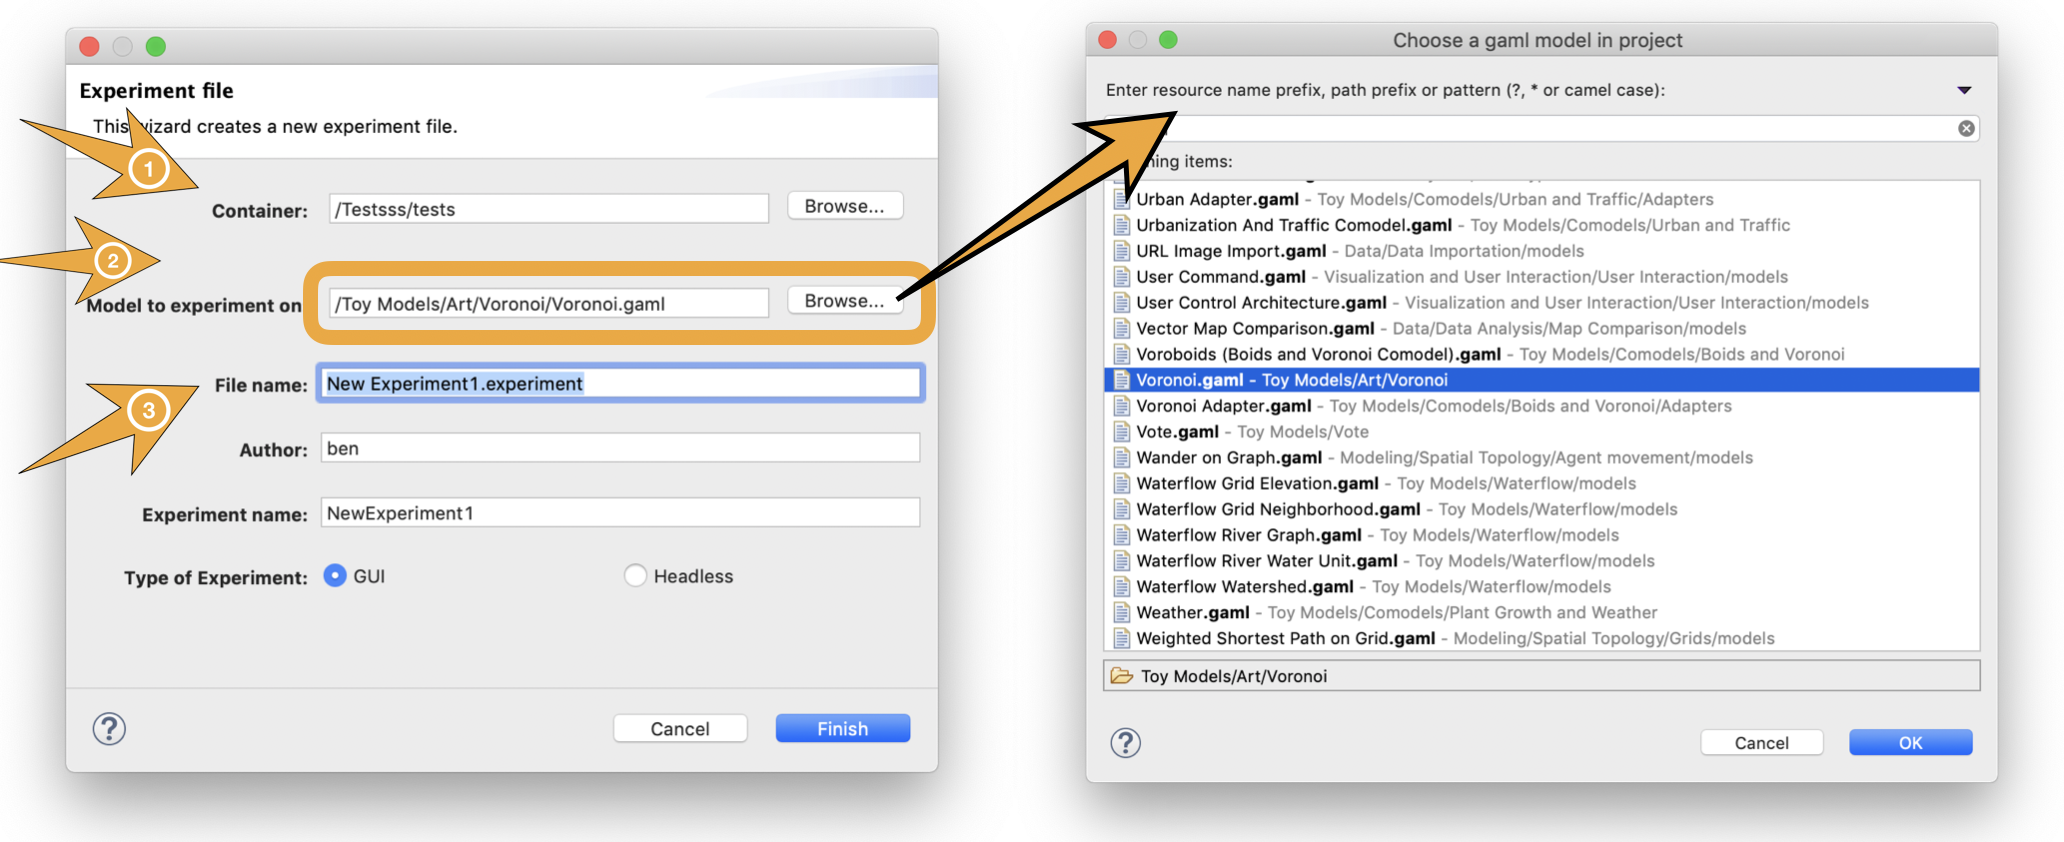 Experiment file
This wizard creates a new experiment file.
1
Container: /Testsss/tests Browse...
2
Model to experiment on /Toy Models/Art/Voronoi/Voronoi.gaml Browse...
File name: New Experiment1.experiment
3
Author: ben
Experiment name: NewExperiment1
Type of Experiment: GUI Headless
? Cancel Finish
Choose a gaml model in project
Enter resource name prefix, path prefix or pattern (?, * or camel case):
items:
Urban Adapter.gaml - Toy Models/Comodels/Urban and Traffic/Adapters
Urbanization And Traffic Comodel.gaml - Toy Models/Comodels/Urban and Traffic
URL Image Import.gaml - Data/Data Importation/models
User Command.gaml - Visualization and User Interaction/User Interaction/models
User Control Architecture.gaml - Visualization and User Interaction/User Interaction/models
Vector Map Comparison.gaml - Data/Data Analysis/Map Comparison/models
Voroboids (Boids and Voronoi Comodel).gaml - Toy Models/Comodels/Boids and Voronoi
Voronoi.gaml - Toy Models/Art/Voronoi
Voronoi Adapter.gaml - Toy Models/Comodels/Boids and Voronoi/Adapters
Vote.gaml - Toy Models/Vote
Wander on Graph.gaml - Modeling/Spatial Topology/Agent movement/models
Waterflow Grid Elevation.gaml - Toy Models/Waterflow/models
Waterflow Grid Neighborhood.gaml - Toy Models/Waterflow/models
Waterflow River Graph.gaml - Toy Models/Waterflow/models
Waterflow River Water Unit.gaml - Toy Models/Waterflow/models
Waterflow Watershed.gaml - Toy Models/Waterflow/models
Weather.gaml - Toy Models/Comodels/Plant Growth and Weather
Weighted Shortest Path on Grid.gaml - Modeling/Spatial Topology/Grids/models
Toy Models/Art/Voronoi
? Cancel OK